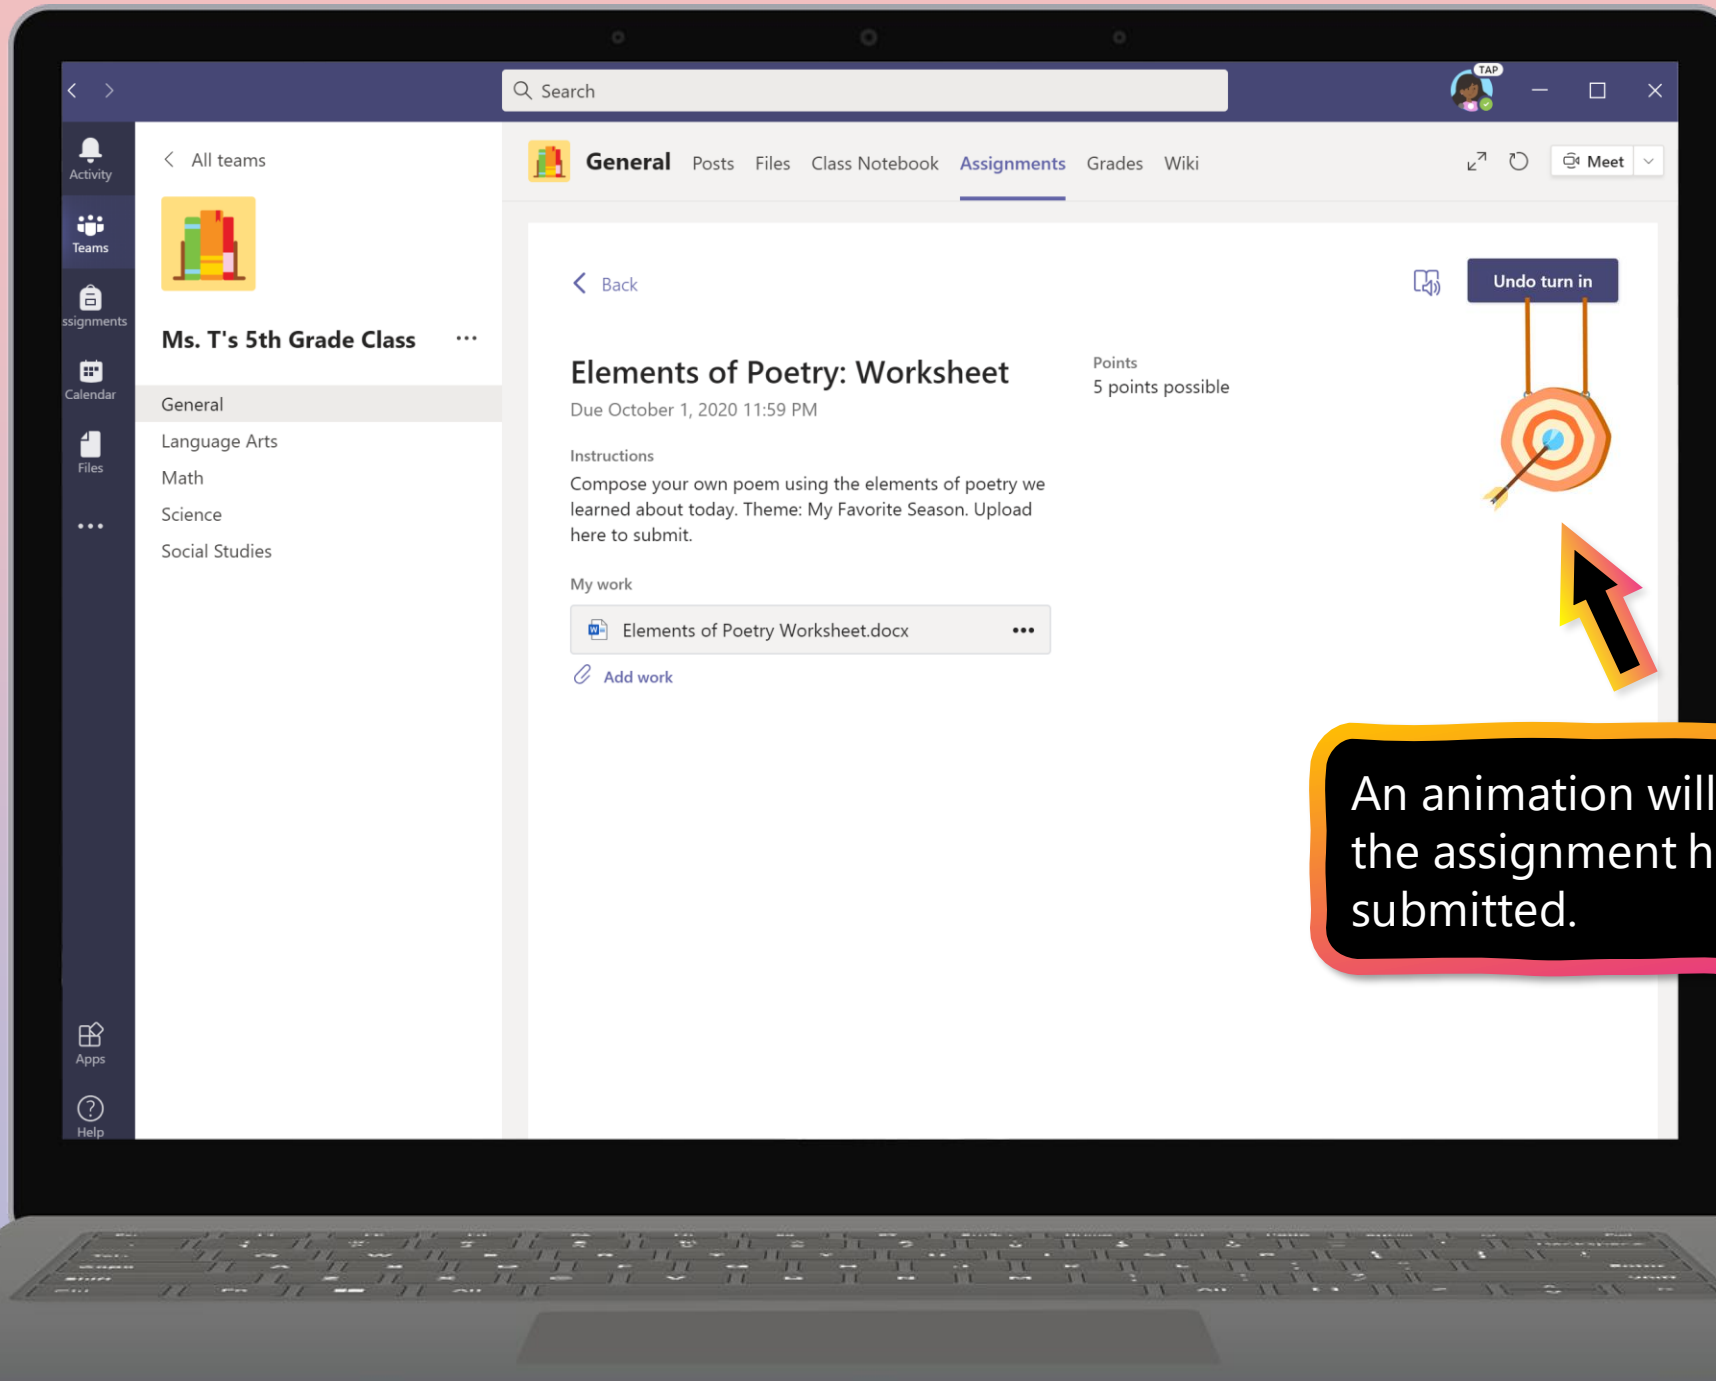 Search
TAP
Activity
Teams
ssignments
Calendar
Files
Apps
Help
All teams
Ms. T's 5th Grade Class
General
Language Arts
Math
Science
Social Studies
General Posts Files Class Notebook Assignments Grades Wiki
Meet
Back
Undo turn in
Elements of Poetry: Worksheet
Due October 1, 2020 11:59 PM
Points
5 points possible
Instructions
Compose your own poem using the elements of poetry we
learned about today. Theme: My Favorite Season. Upload
here to submit.
My work
Elements of Poetry Worksheet.docx
Add work
An animation will
the assignment h
submitted.